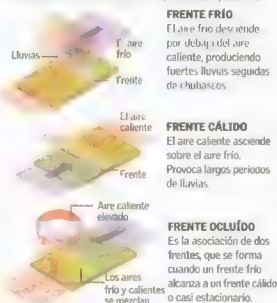 FRENTE FRÍO
El aire frío desciende
por debajo del aire
caliente, produciendo
fuertes lluvias seguidas
de chubascos.
Lluvias
El aire
frío
Frente
El aire
caliente
Frente
FRENTE CÁLIDO
El aire caliente asciende
sobre el aire frío.
Provoca largos periodos
de lluvias.
Aire caliente
elevado
Los aires
frío y calientes
se mezclan
FRENTE OCLUÍDO
Es la asociación de dos
frentes, que se forma
cuando un frente frío
alcanza a un frente cálido
o casi estacionario.